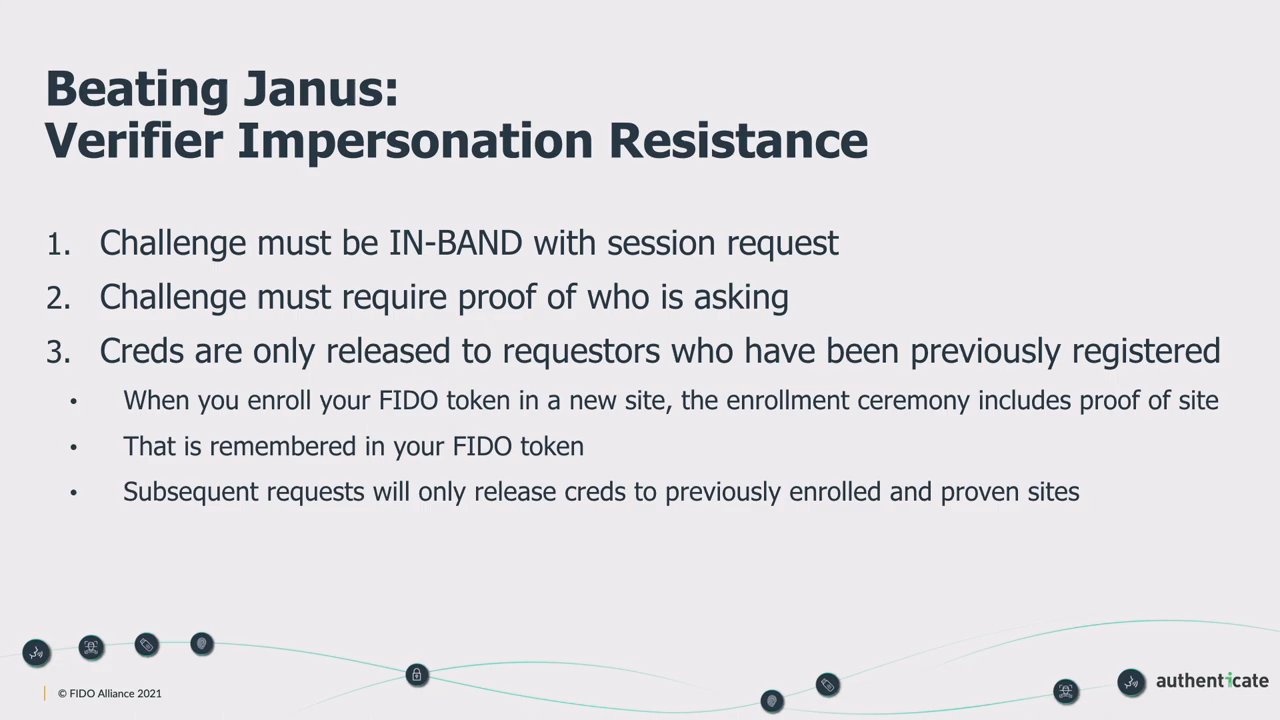 Beating Janus:
Verifier Impersonation Resistance
1. Challenge must be IN-BAND with session request
2. Challenge must require proof of who is asking
3. Creds are only released to requestors who have been previously registered
• When you enroll your FIDO token in a new site, the enrollment ceremony includes proof of site
• That is remembered in your FIDO token
• Subsequent requests will only release creds to previously enrolled and proven sites
© FIDO Alliance 2021
authenticate